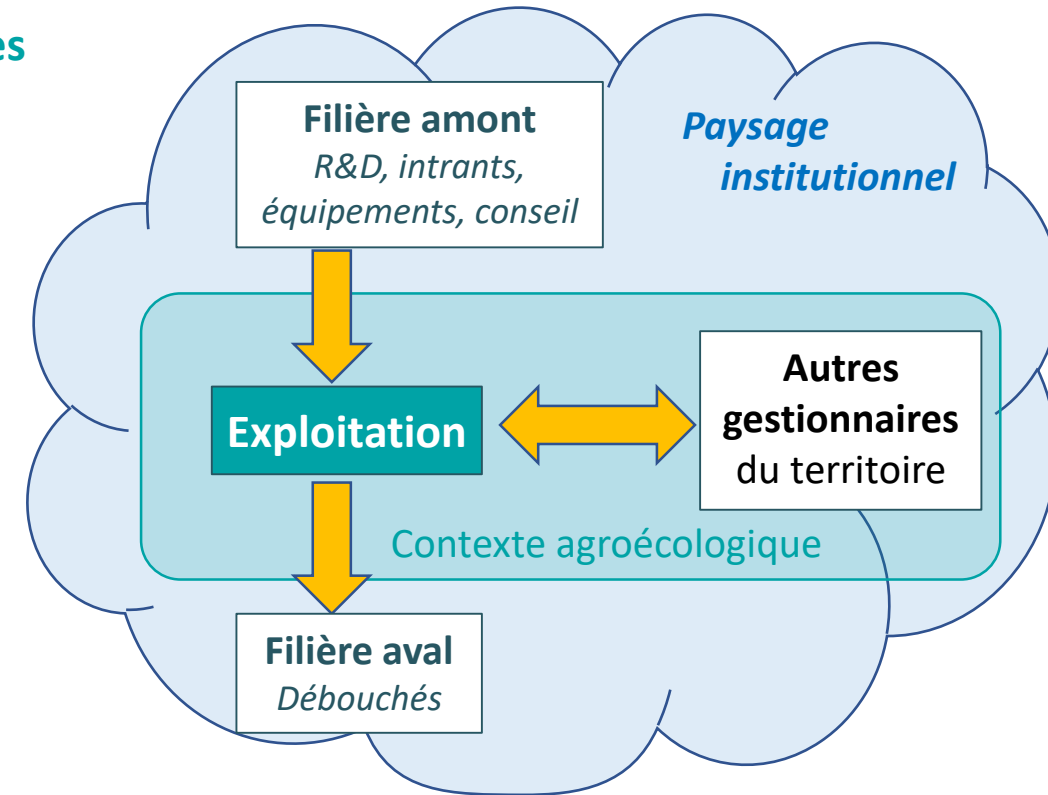 es
Filière amont
R&D, intrants,
équipements, conseil
Paysage
institutionnel
Exploitation
Autres
gestionnaires
du territoire
Contexte agroécologique
Filière aval
Débouchés